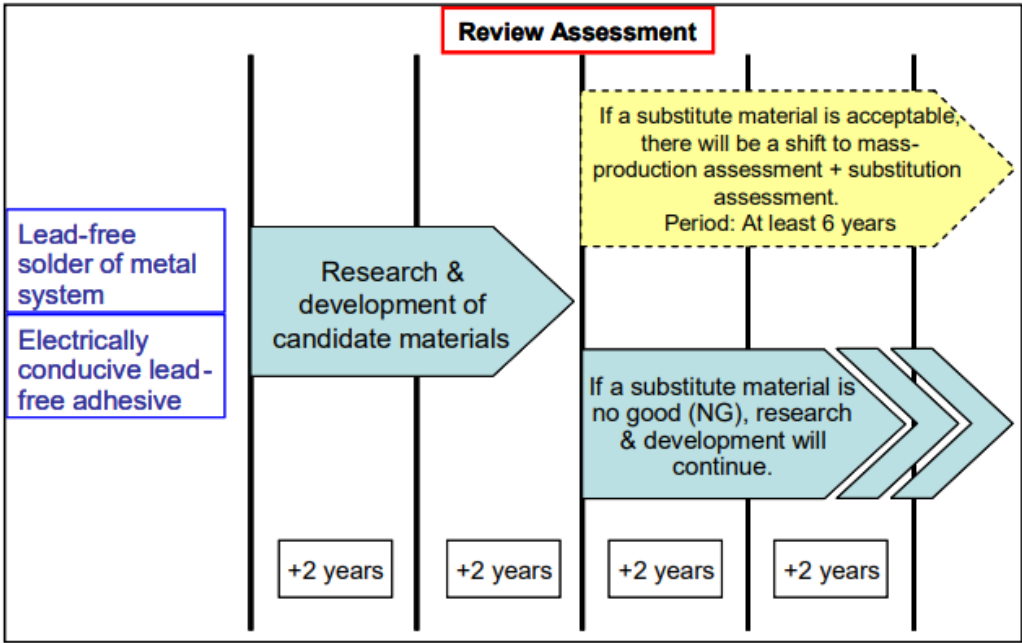 Review Assessment
If a substitute material is acceptable,
there will be a shift to mass-
production assessment + substitution
assessment.
Period: At least 6 years
Lead-free
solder of metal
system
Electrically
conducive lead-
free adhesive
Research &
development of
candidate materials
If a substitute material is
no good (NG), research
& development will
continue.
+2 years
+2 years
+2 years
+2 years